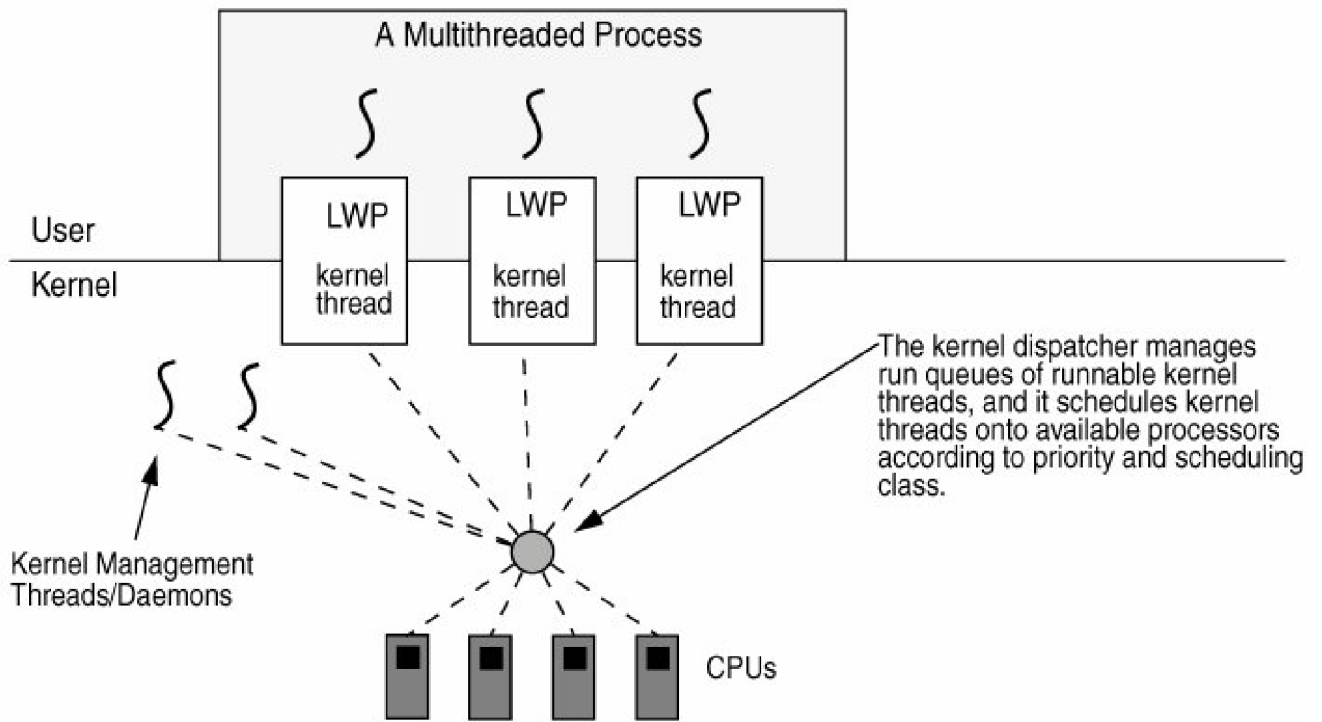 A Multithreaded Process
LWP
LWP
LWP
User
kernel
thread
kernel
thread
kernel
thread
Kernel
The kernel dispatcher manages
run queues of runnable kernel
threads, and it schedules kernel
threads onto available processors
according to priority and scheduling
class.
Kernel Management
Threads/Daemons
CPUs